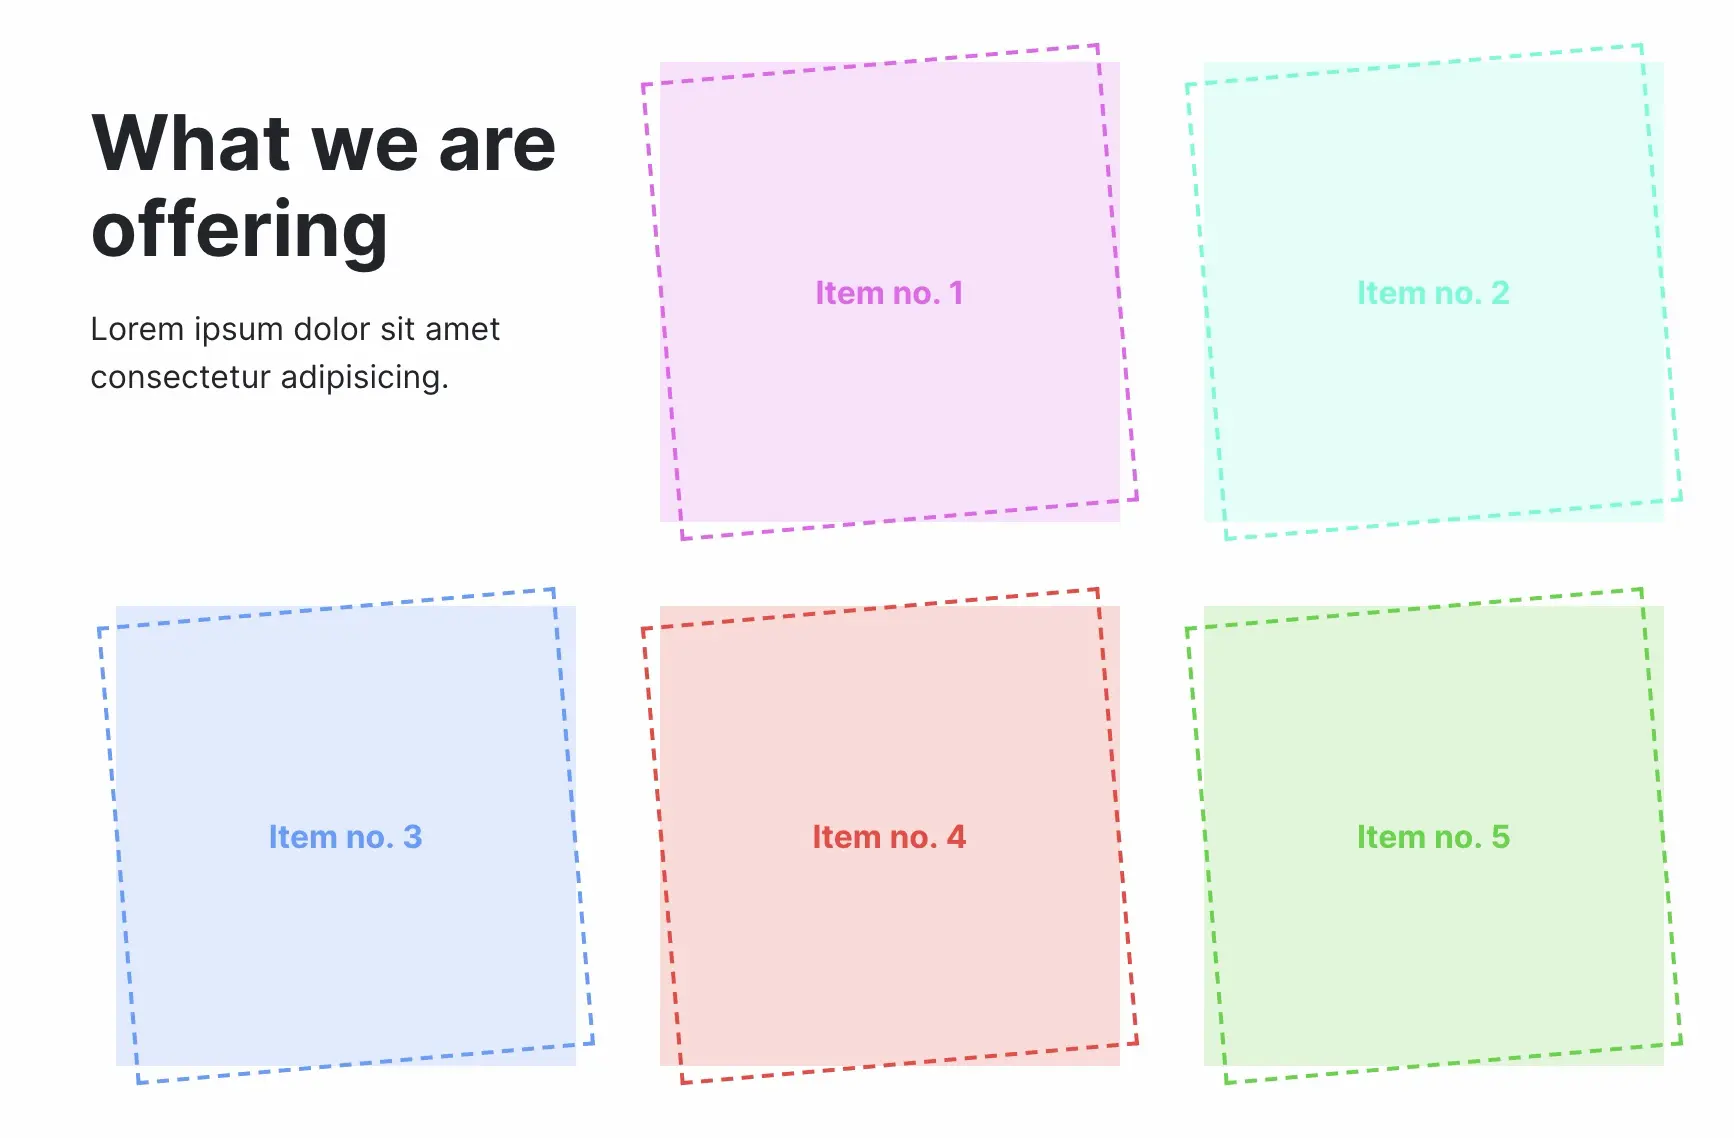 What we are
offering
Lorem ipsum dolor sit amet
consectetur adipisicing.
Item no. 1
Item no. 2
Item no. 3
Item no. 4
Item no. 5